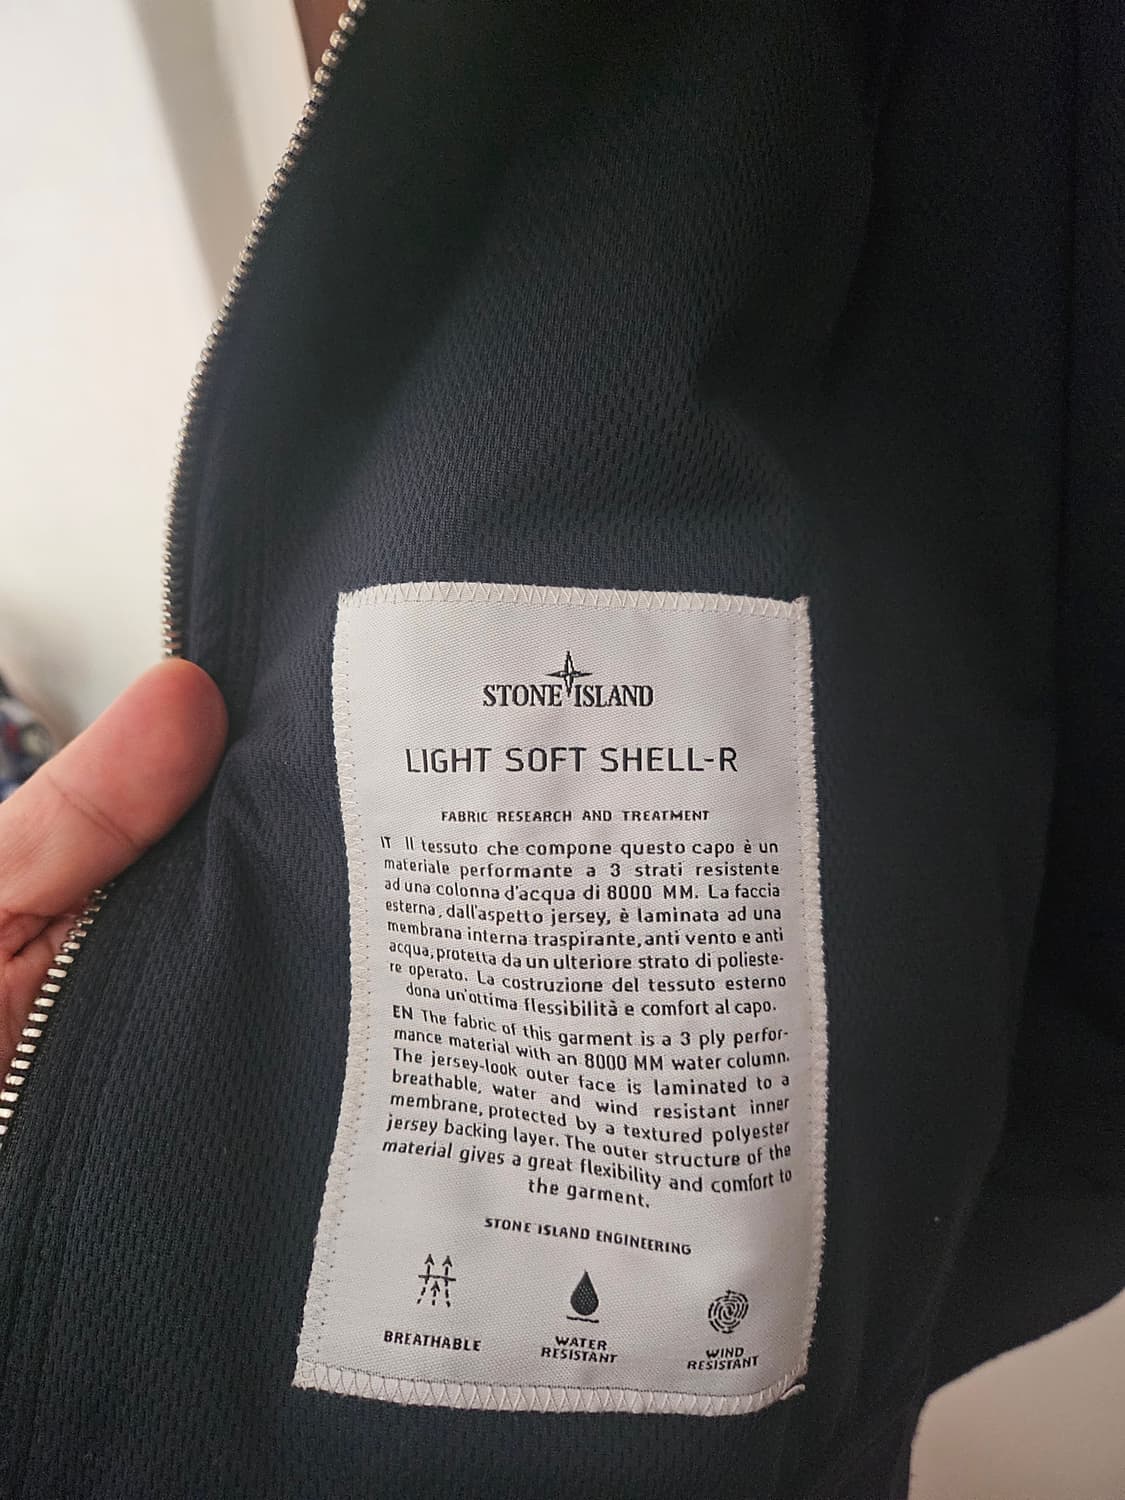 STONE ISLAND
LIGHT SOFT SHELL-R
FABRIC RESEARCH AND TREATMENT
IT Il tessuto che compone questo capo è un
materiale performante a 3 strati resistente
ad una colonna d'acqua di 8000 MM. La faccia
esterna, dall'aspetto jersey, è laminata ad una
membrana interna traspirante, anti vento e anti
acqua, protetta da un ulteriore strato di polieste-
re operato. La costruzione del tessuto esterno
dona un'ottima flessibilità e comfort al capo.
EN The fabric of this garment is a 3 ply perfor-
mance material with an 8000 MM water column.
The jersey-look outer face is laminated to a
breathable, water and wind resistant inner
membrane, protected by a textured polyester
jersey backing layer. The outer structure of the
material gives a great flexibility and comfort to
the garment.
STONE ISLAND ENGINEERING
BREATHABLE
WATER
RESISTANT
WIND
RESISTANT